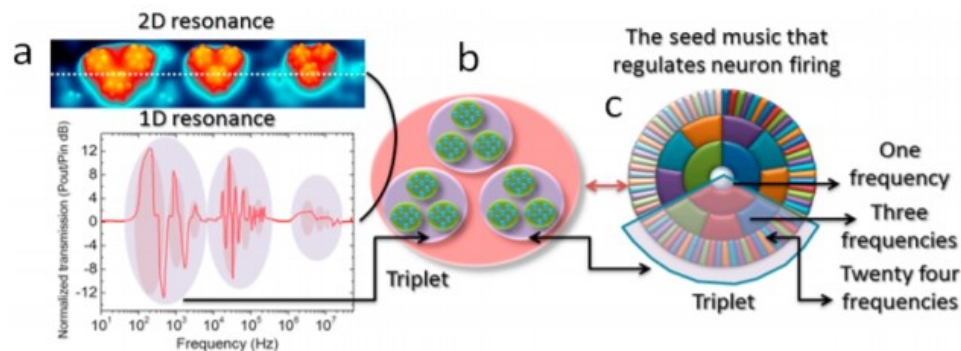 2D resonance
a
1D resonance
Normalized transmission (Pout/Pin dB)
12
8
4
0
-4
-8
-12
10¹ 10² 10³ 10⁴ 10⁵ 10⁶ 10⁷
Frequency (Hz)
b
Triplet
The seed music that
regulates neuron firing
c
One
frequency
Three
frequencies
Twenty four
frequencies
Triplet